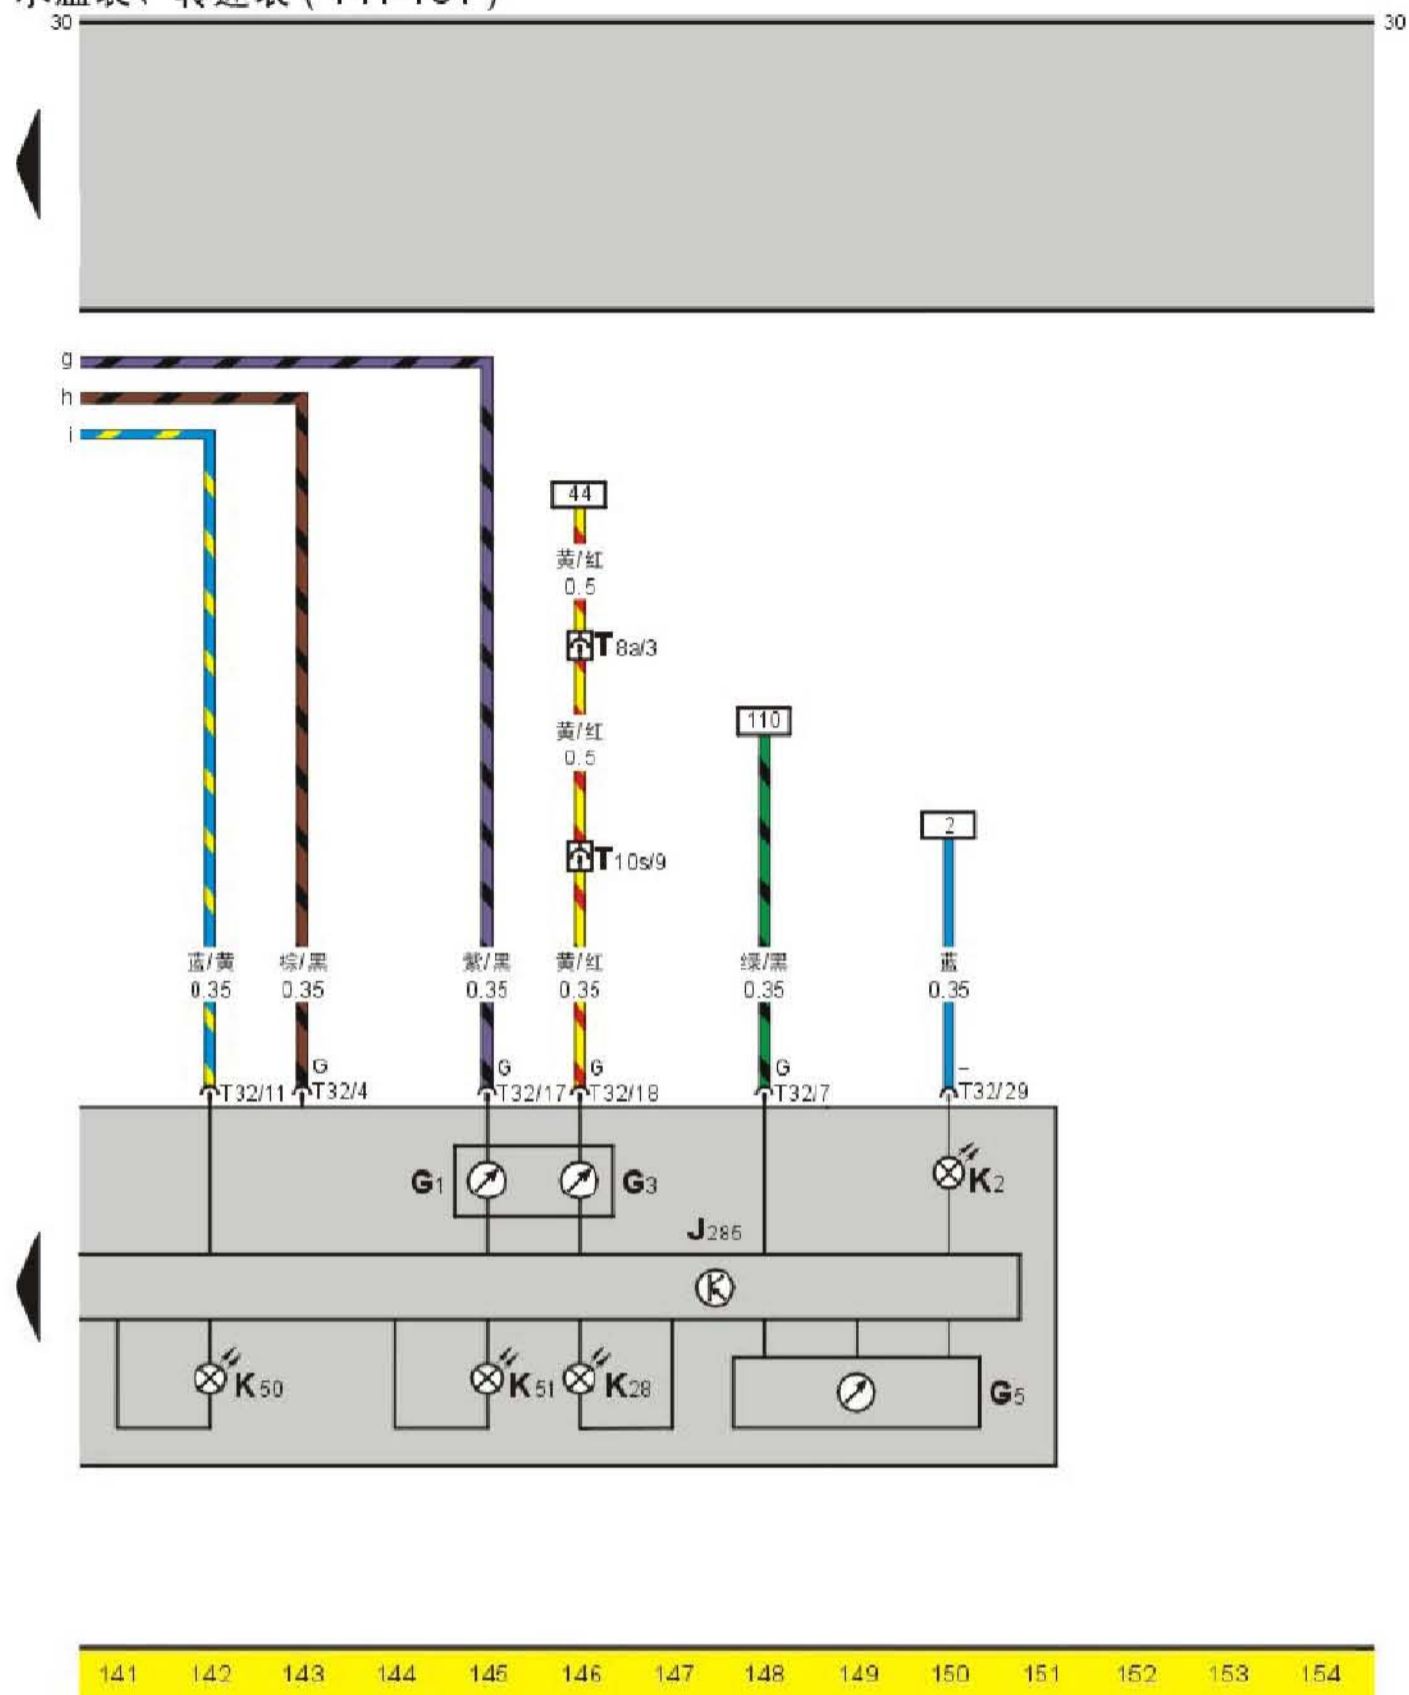 30 30
g
h
i
44
黄/红
0.5
T8a/3
110
黄/红
0.5
2
T10s/9
蓝/黄 棕/黑 紫/黑 黄/红 绿/黑 蓝
0.35 0.35 0.35 0.35 0.35 0.35
G G G G –
T32/11 T32/4 T32/17 T32/18 T32/7 T32/29
G1 G3 K2
J285
K
K50 K51 K28 G5
141 142 143 144 145 146 147 148 149 150 151 152 153 154